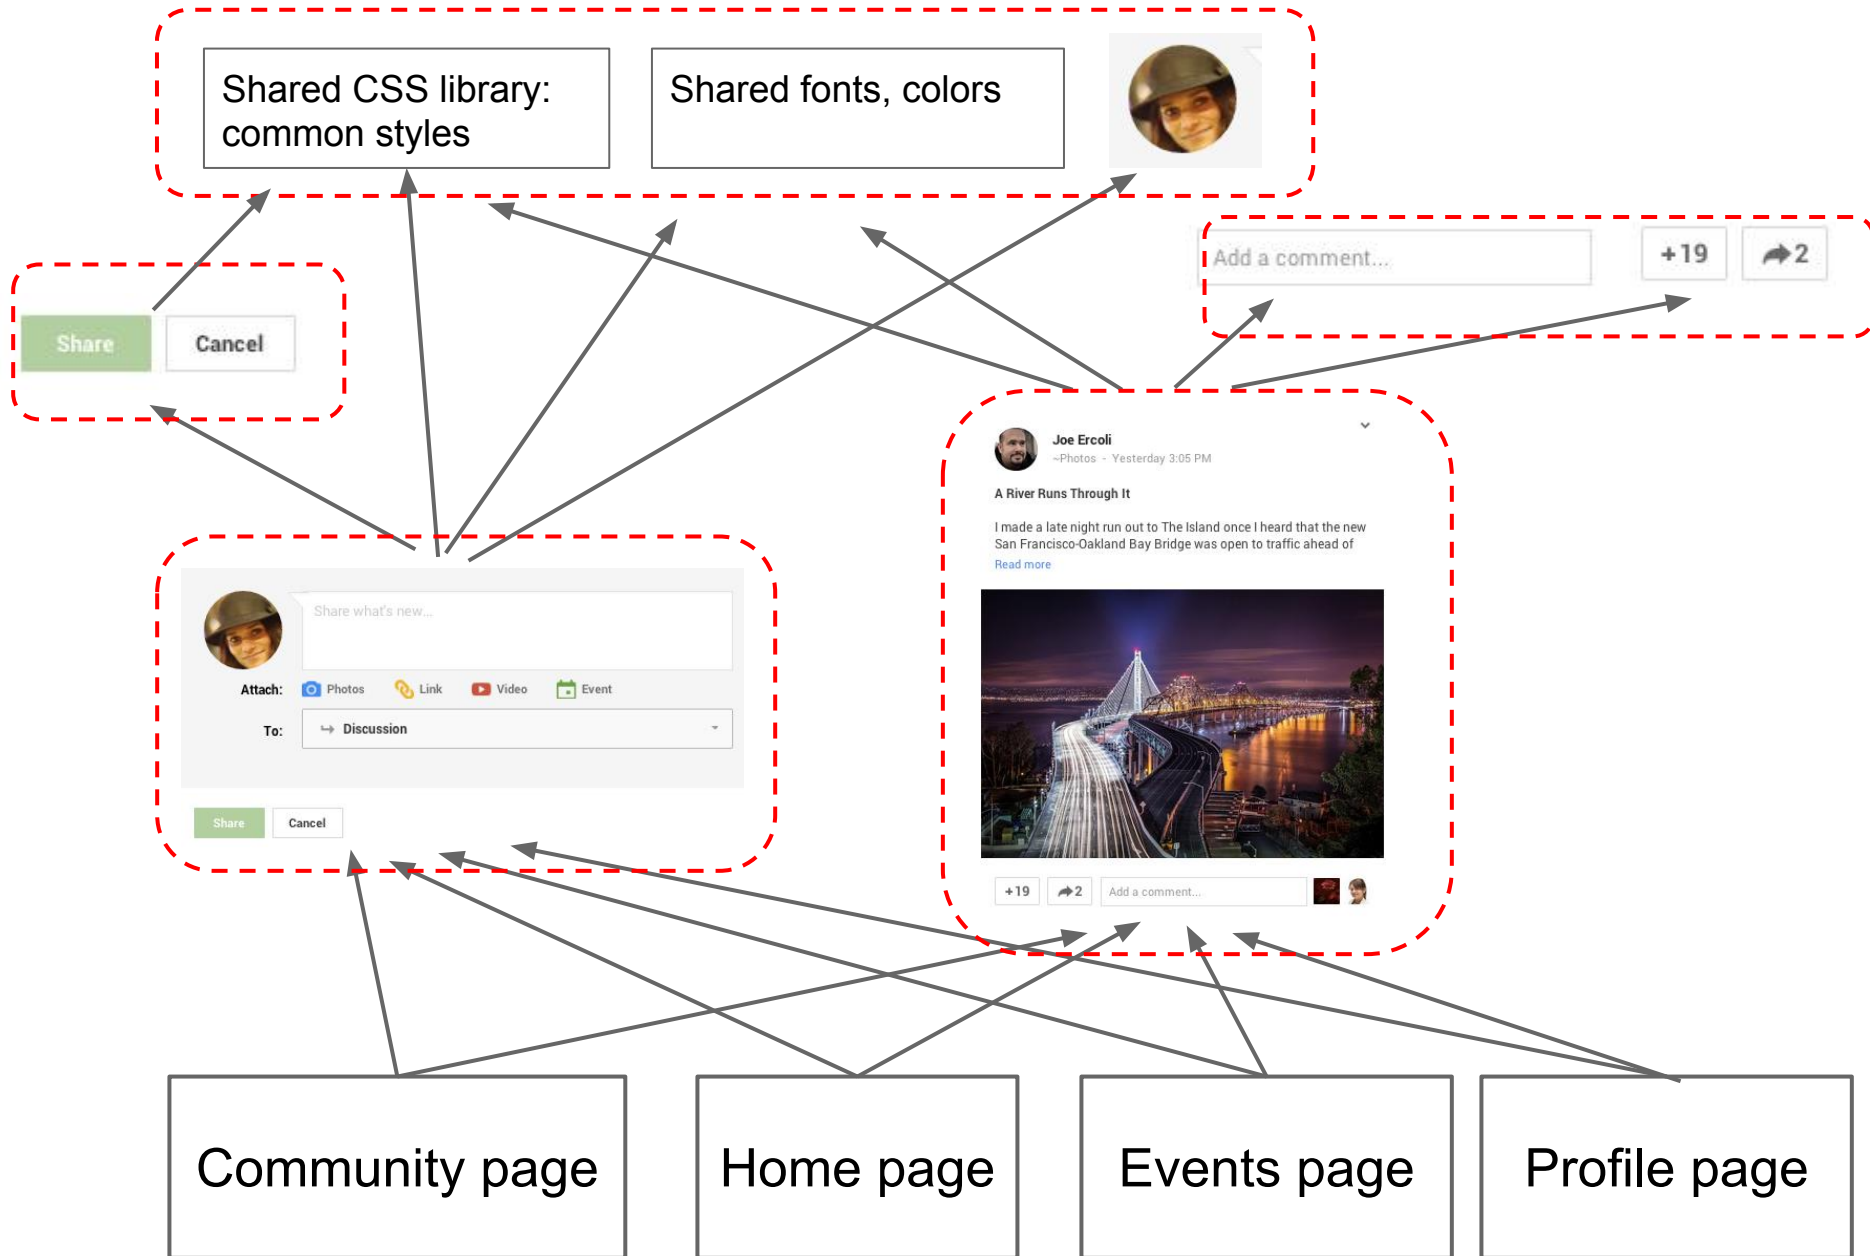 Shared CSS library:
common styles
Shared fonts, colors
Add a comment...
+19
2
Share
Cancel
Joe Ercoli
~Photos - Yesterday 3:05 PM
A River Runs Through It
I made a late night run out to The Island once I heard that the new
San Francisco-Oakland Bay Bridge was open to traffic ahead of
Read more
Share what's new...
Attach:
Photos
Link
Video
Event
To:
Discussion
Share
Cancel
+19
2
Add a comment...
Community page
Home page
Events page
Profile page